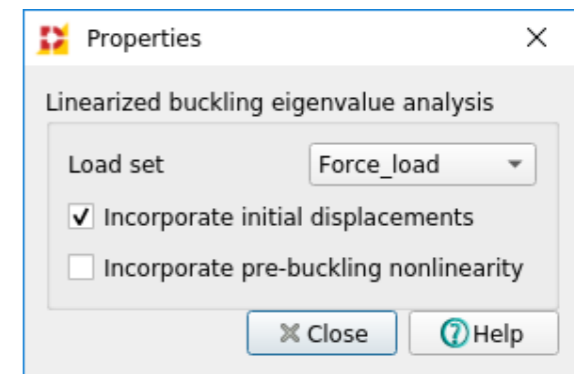 Properties
Linearized buckling eigenvalue analysis
Load set Force_load
Incorporate initial displacements
Incorporate pre-buckling nonlinearity
Close Help